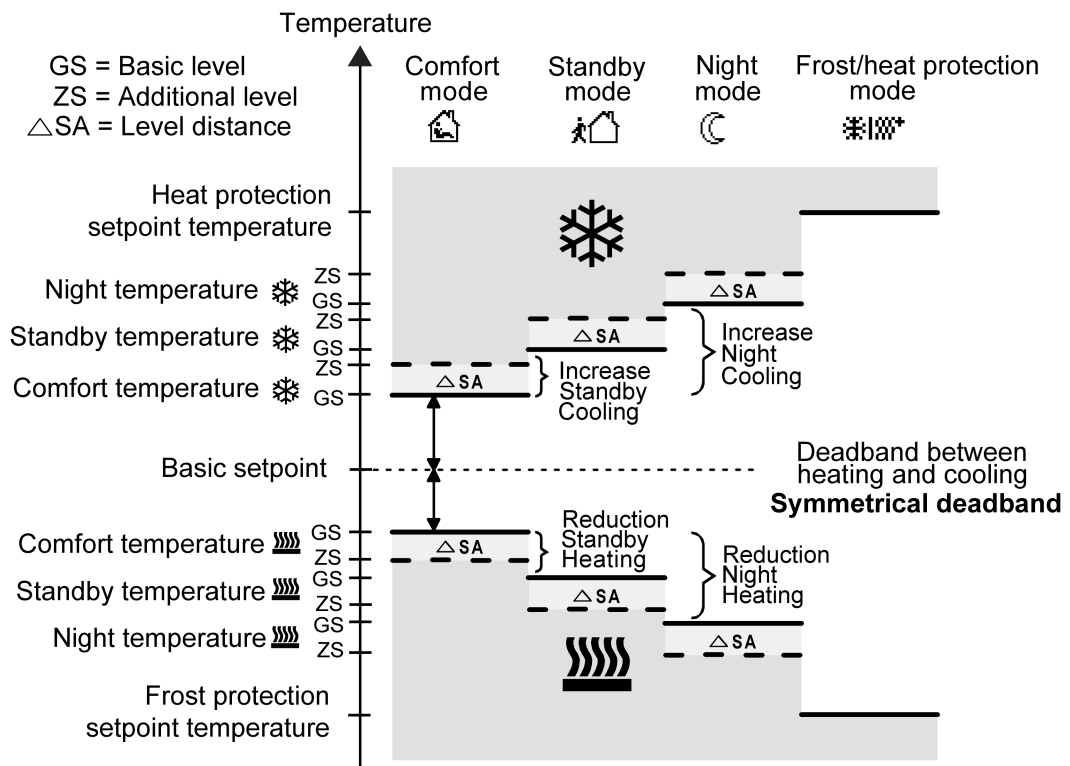 Temperature
GS = Basic level
ZS = Additional level
△SA = Level distance
Comfort
mode
Standby
mode
Night
mode
Frost/heat protection
mode
Heat protection
setpoint temperature
Night temperature
ZS
GS
Standby temperature
ZS
GS
Comfort temperature
ZS
GS
△SA
△SA
△SA
Increase
Standby
Cooling
Increase
Night
Cooling
Basic setpoint
Deadband between
heating and cooling
Symmetrical deadband
Comfort temperature
GS
ZS
Standby temperature
GS
ZS
Night temperature
GS
ZS
△SA
△SA
△SA
Reduction
Standby
Heating
Reduction
Night
Heating
Frost protection
setpoint temperature